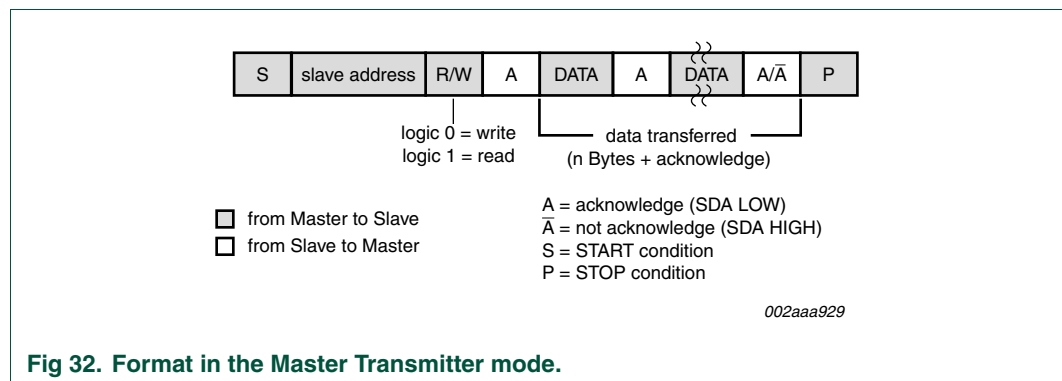 S slave address R/W A DATA A DATA A/A̅ P
logic 0 = write
logic 1 = read
data transferred
(n Bytes + acknowledge)
from Master to Slave
from Slave to Master
A = acknowledge (SDA LOW)
A̅ = not acknowledge (SDA HIGH)
S = START condition
P = STOP condition
002aaa929
Fig 32. Format in the Master Transmitter mode.